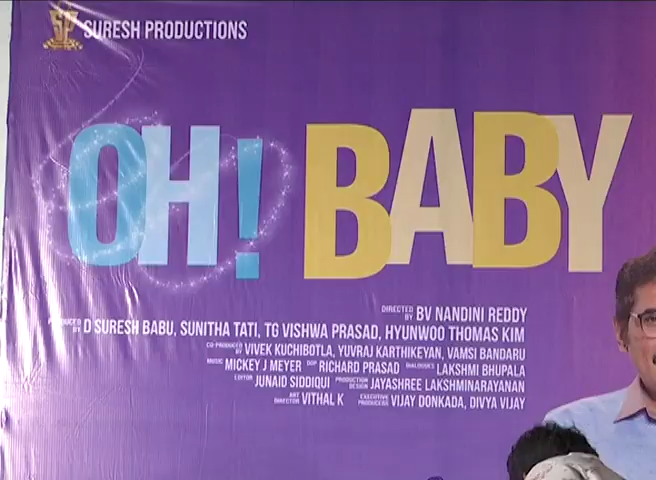 SP SURESH PRODUCTIONS
OH! BABY
DIRECTED BY BV NANDINI REDDY
PRODUCED BY D SURESH BABU, SUNITHA TATI, TG VISHWA PRASAD, HYUNWOO THOMAS KIM
CO-PRODUCED BY VIVEK KUCHIBOTLA, YUVRAJ KARTHIKEYAN, VAMSI BANDARU
MUSIC MICKEY J MEYER DOP RICHARD PRASAD DIALOGUES LAKSHMI BHUPALA
EDITOR JUNAID SIDDIQUI PRODUCTION DESIGN JAYASHREE LAKSHMINARAYANAN
ART DIRECTOR VITHAL K EXECUTIVE PRODUCERS VIJAY DONKADA, DIVYA VIJAY